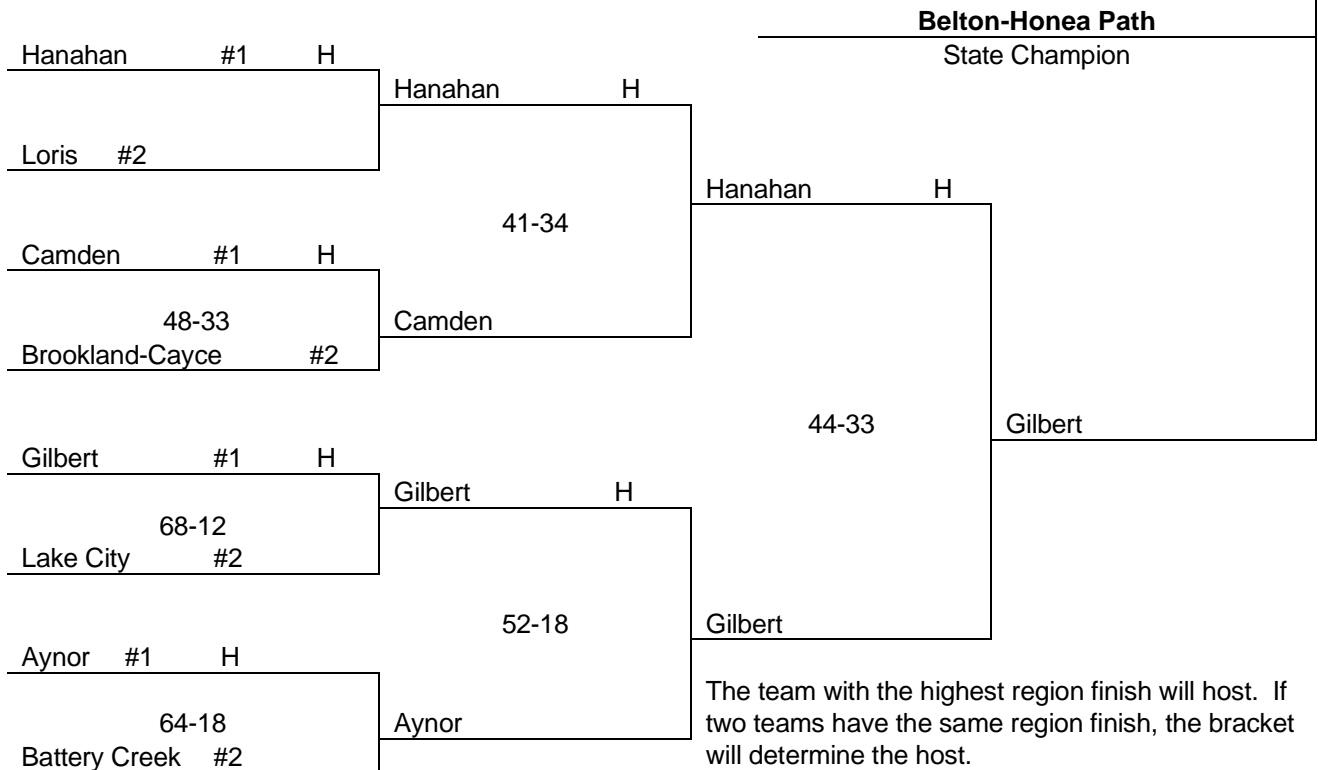 Belton-Honea Path
Hanahan #1 H
State Champion
Hanahan H
Loris #2
Hanahan H
41-34
Camden #1 H
48-33
Camden
Brookland-Cayce #2
44-33
Gilbert
Gilbert #1 H
Gilbert H
68-12
Lake City #2
52-18
Gilbert
Aynor #1 H
The team with the highest region finish will host. If
64-18
Aynor
two teams have the same region finish, the bracket
Battery Creek #2
will determine the host.